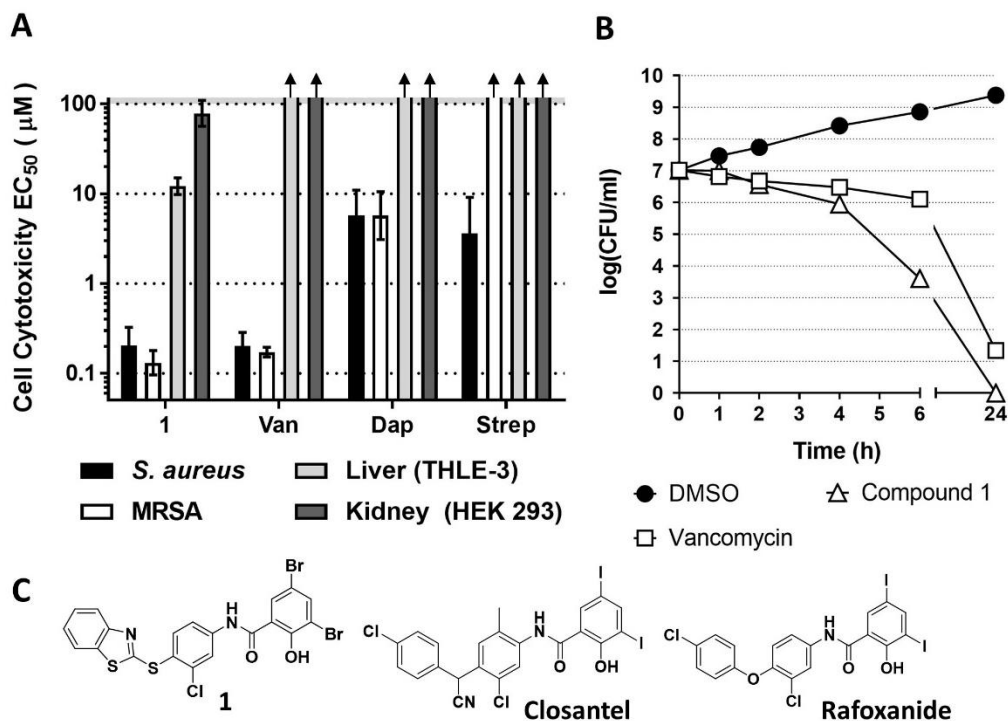 A
Cell Cytotoxicity EC50 ( µM )
100
10
1
0.1
1 Van Dap Strep
S. aureus Liver (THLE-3)
MRSA Kidney (HEK 293)
B
log(CFU/ml)
10
9
8
7
6
5
4
3
2
1
0
0 1 2 3 4 5 6 24
Time (h)
DMSO Compound 1
Vancomycin
C
N
S
S
Cl
H
N
O
OH
Br
Br
1
Cl
CN
Cl
H
N
O
OH
I
I
Closantel
Cl
O
Cl
H
N
O
OH
I
I
Rafoxanide